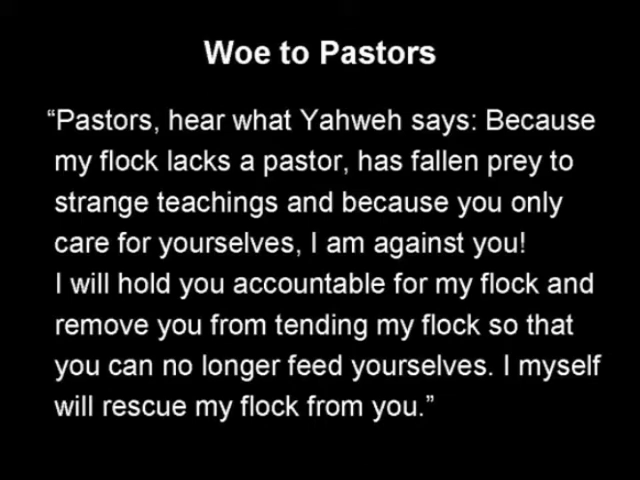 Woe to Pastors
“Pastors, hear what Yahweh says: Because
my flock lacks a pastor, has fallen prey to
strange teachings and because you only
care for yourselves, I am against you!
I will hold you accountable for my flock and
remove you from tending my flock so that
you can no longer feed yourselves. I myself
will rescue my flock from you.”